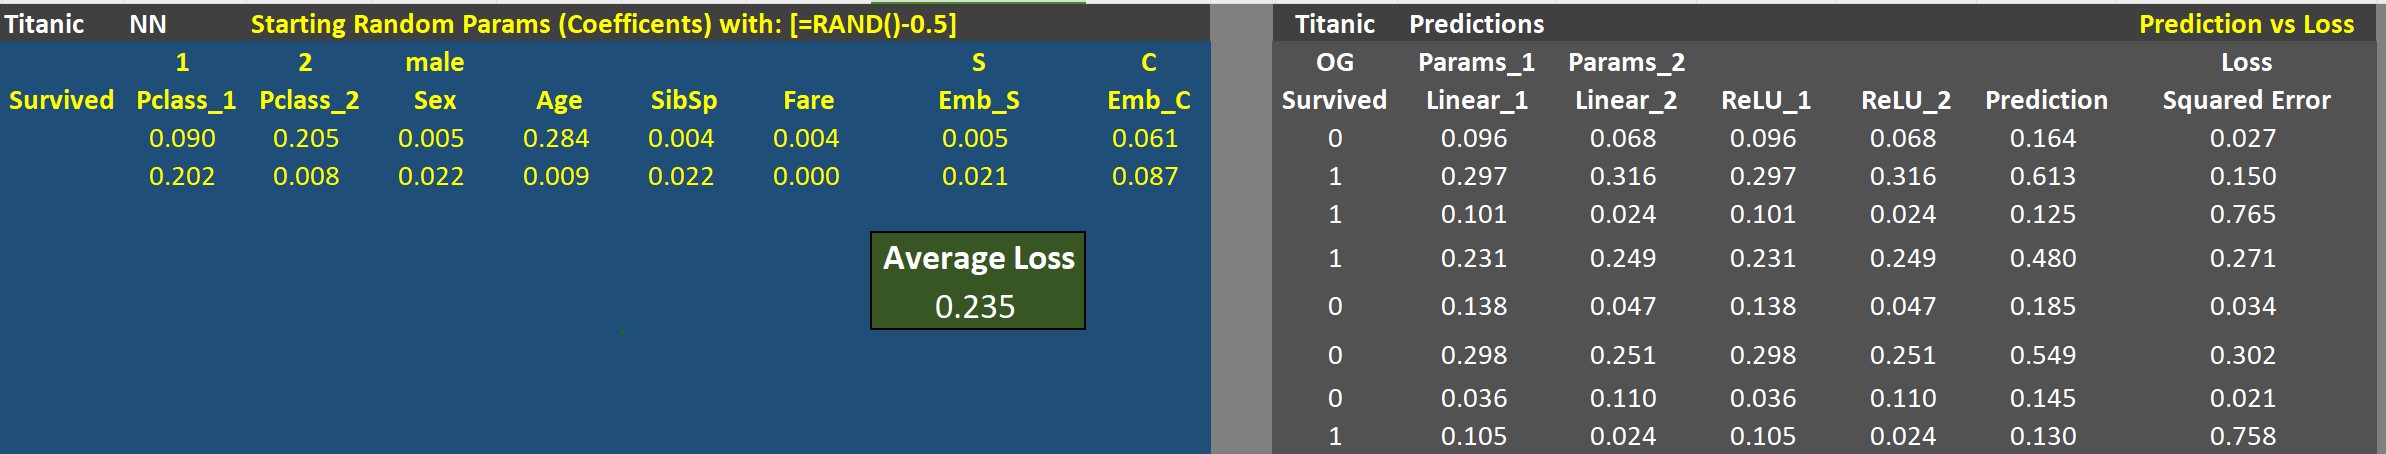 Titanic NN Starting Random Params (Coefficents) with: [=RAND()-0.5]
1 2 male S C
Survived Pclass_1 Pclass_2 Sex Age SibSp Fare Emb_S Emb_C
0.090 0.205 0.005 0.284 0.004 0.004 0.005 0.061
0.202 0.008 0.022 0.009 0.022 0.000 0.021 0.087
Average Loss
0.235
Titanic Predictions Prediction vs Loss
OG Params_1 Params_2 Loss
Survived Linear_1 Linear_2 ReLU_1 ReLU_2 Prediction Squared Error
0 0.096 0.068 0.096 0.068 0.164 0.027
1 0.297 0.316 0.297 0.316 0.613 0.150
1 0.101 0.024 0.101 0.024 0.125 0.765
1 0.231 0.249 0.231 0.249 0.480 0.271
0 0.138 0.047 0.138 0.047 0.185 0.034
0 0.298 0.251 0.298 0.251 0.549 0.302
0 0.036 0.110 0.036 0.110 0.145 0.021
1 0.105 0.024 0.105 0.024 0.130 0.758